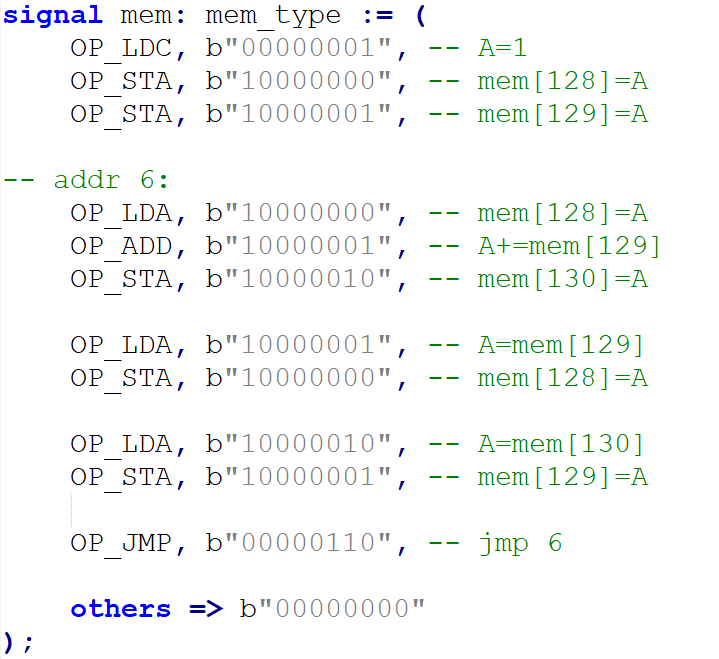 signal mem: mem_type := (
OP_LDC, b"00000001", -- A=1
OP_STA, b"10000000", -- mem[128]=A
OP_STA, b"10000001", -- mem[129]=A
-- addr 6:
OP_LDA, b"10000000", -- mem[128]=A
OP_ADD, b"10000001", -- A+=mem[129]
OP_STA, b"10000010", -- mem[130]=A
OP_LDA, b"10000001", -- A=mem[129]
OP_STA, b"10000000", -- mem[128]=A
OP_LDA, b"10000010", -- A=mem[130]
OP_STA, b"10000001", -- mem[129]=A
OP_JMP, b"00000110", -- jmp 6
others => b"00000000"
);